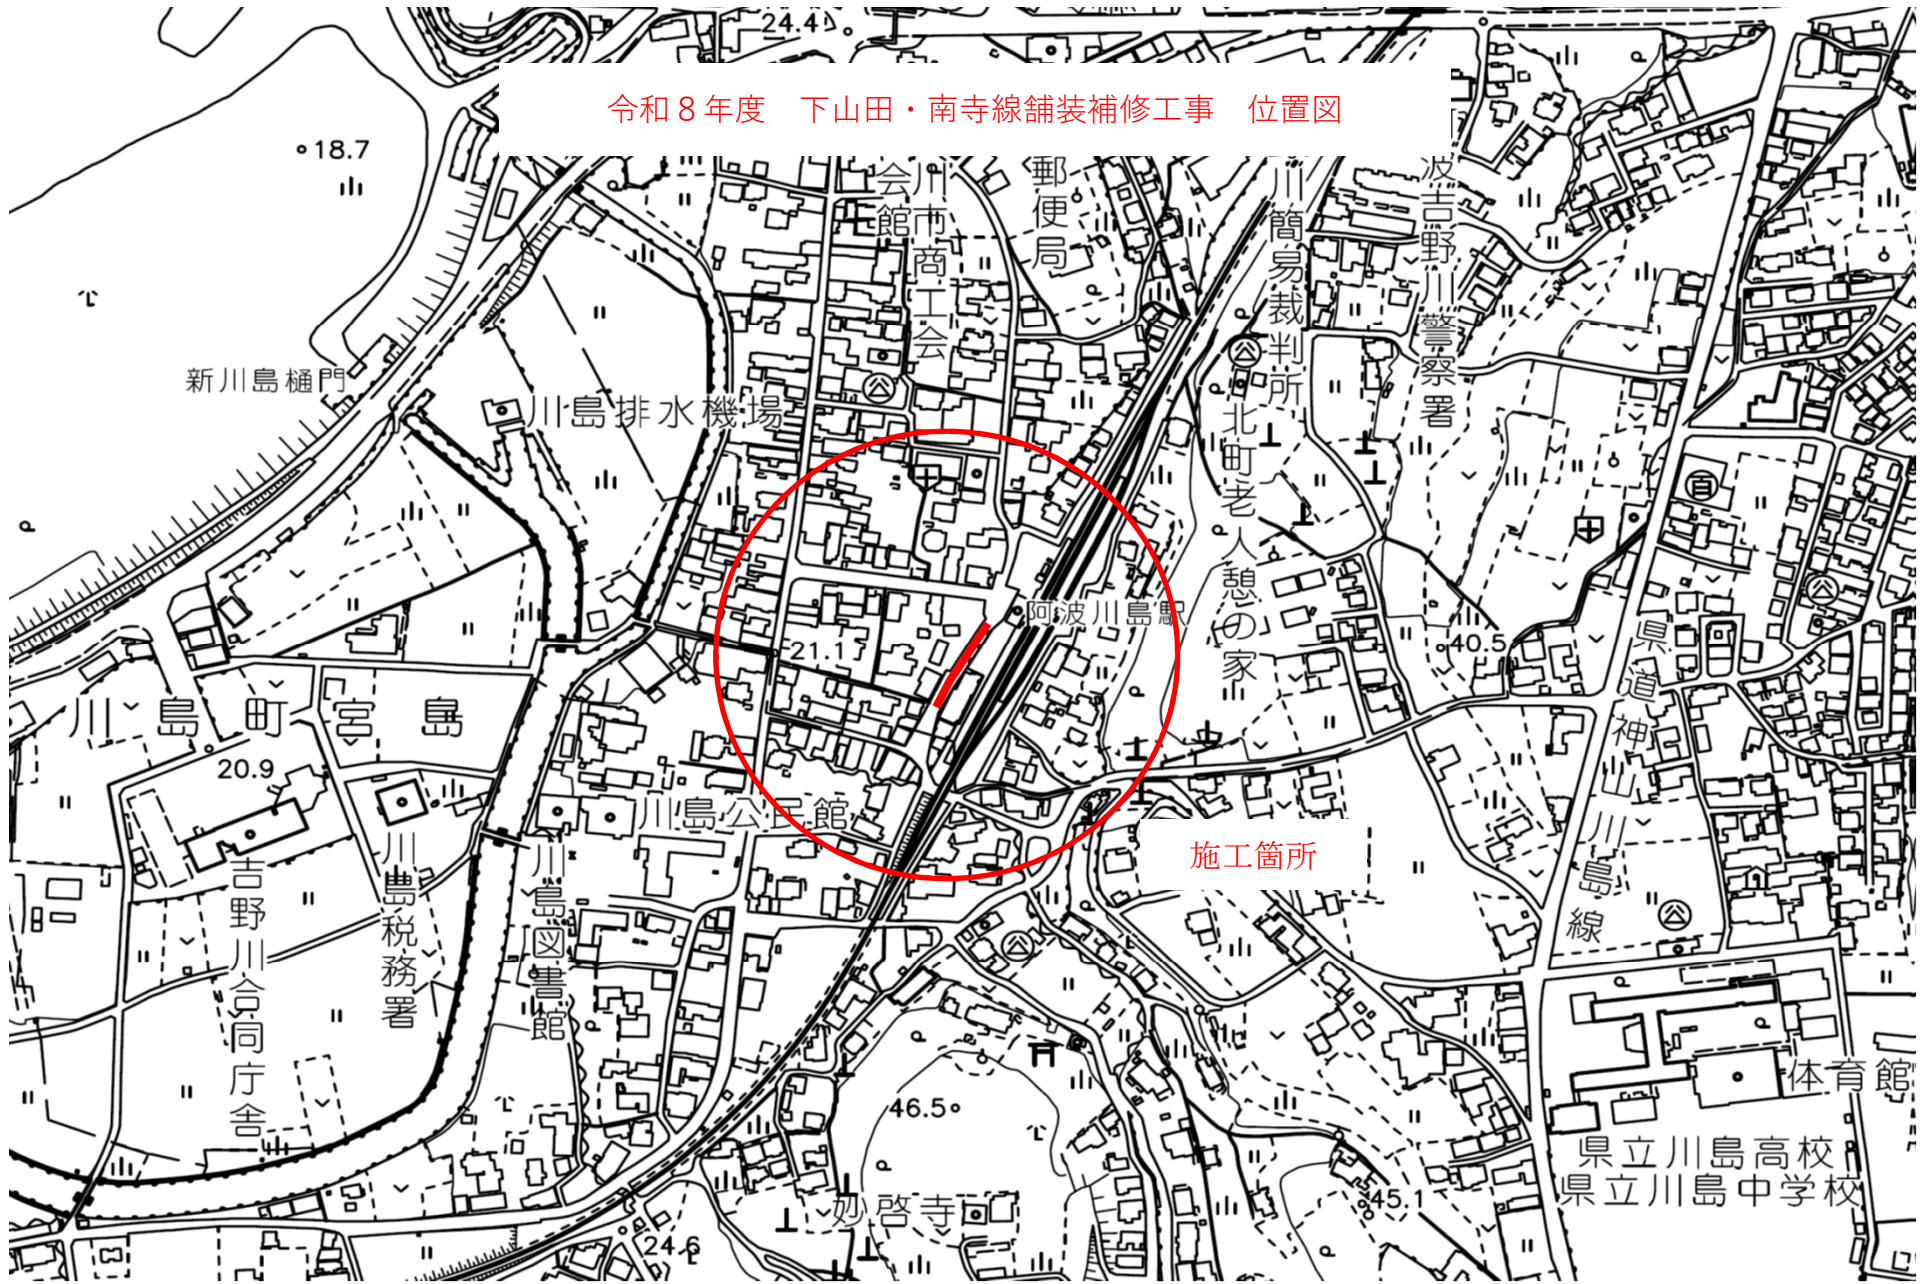 24.4
令和８年度　下山田・南寺線舗装補修工事　位置図
18.7
川市商工会
会館
郵便局
川簡易裁判所
波吉野川警察署
新川島樋門
川島排水機場
北町老人憩の家
阿波川島駅
21.1
40.5
県道神山川島線
川島町宮島
20.9
川島公民館
施工箇所
吉野川合同庁舎
川島税務署
川島図書館
体育館
46.5
県立川島高校
県立川島中学校
45.1
妙啓寺
24.6